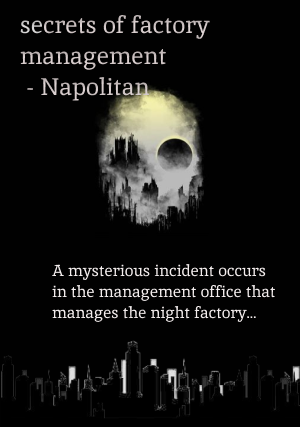 secrets of factory
management
- Napolitan
A mysterious incident occurs
in the management office that
manages the night factory...